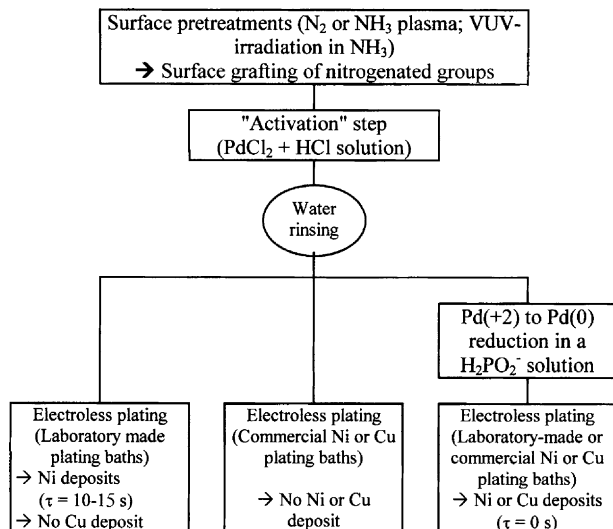 Surface pretreatments (N₂ or NH₃ plasma; VUV-
irradiation in NH₃)
→ Surface grafting of nitrogenated groups
"Activation" step
(PdCl₂ + HCl solution)
Water
rinsing
Pd(+2) to Pd(0)
reduction in a
H₂PO₂⁻ solution
Electroless plating
(Laboratory made
plating baths)
→ Ni deposits
(τ = 10-15 s)
→ No Cu deposit
Electroless plating
(Commercial Ni or Cu
plating baths)
→ No Ni or Cu
deposit
Electroless plating
(Laboratory-made or
commercial Ni or Cu
plating baths)
→ Ni or Cu deposits
(τ = 0 s)